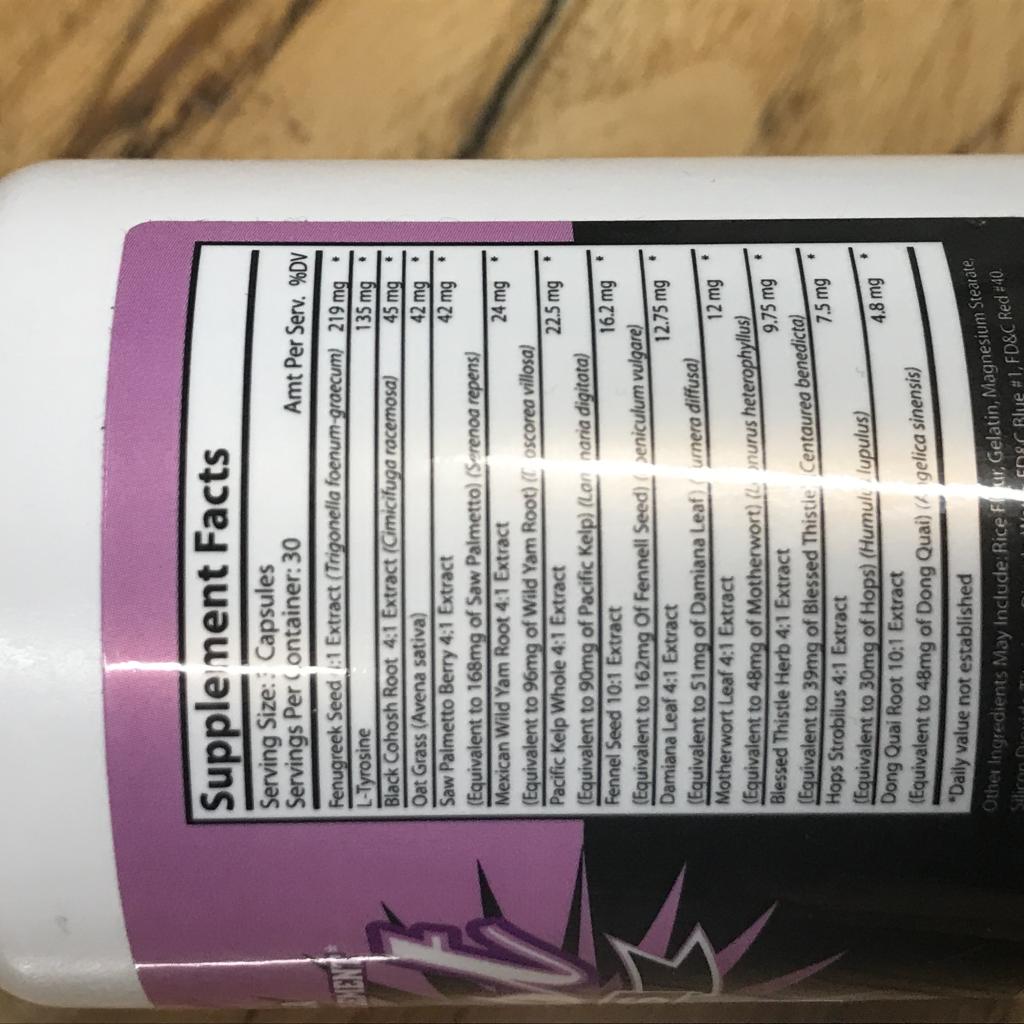 Supplement Facts
Serving Size: Capsules
Servings Per Container: 30
Amt Per Serv. %DV
Fenugreek Seed 4:1 Extract (Trigonella foenum-graecum) 219 mg *
L-Tyrosine 135 mg *
Black Cohosh Root 4:1 Extract (Cimicifuga racemosa) 45 mg *
Oat Grass (Avena sativa) 42 mg *
Saw Palmetto Berry 4:1 Extract 42 mg *
(Equivalent to 168mg of Saw Palmetto) (Serenoa repens)
Mexican Wild Yam Root 4:1 Extract 24 mg *
(Equivalent to 96mg of Wild Yam Root) (Dioscorea villosa)
Pacific Kelp Whole 4:1 Extract 22.5 mg *
(Equivalent to 90mg of Pacific Kelp) (Laminaria digitata)
Fennel Seed 10:1 Extract 16.2 mg *
(Equivalent to 162mg Of Fennell Seed) (Foeniculum vulgare)
Damiana Leaf 4:1 Extract 12.75 mg *
(Equivalent to 51mg of Damiana Leaf) (Turnera diffusa)
Motherwort Leaf 4:1 Extract 12 mg *
(Equivalent to 48mg of Motherwort) (Leonurus heterophyllus)
Blessed Thistle Herb 4:1 Extract 9.75 mg *
(Equivalent to 39mg of Blessed Thistle) (Centaurea benedicta)
Hops Strobilus 4:1 Extract 7.5 mg *
(Equivalent to 30mg of Hops) (Humulus lupulus)
Dong Quai Root 10:1 Extract 4.8 mg *
(Equivalent to 48mg of Dong Quai) (Angelica sinensis)
*Daily value not established
Other Ingredients May Include: Rice Flour, Gelatin, Magnesium Stearate,
FD&C Blue #1, FD&C Red #40.